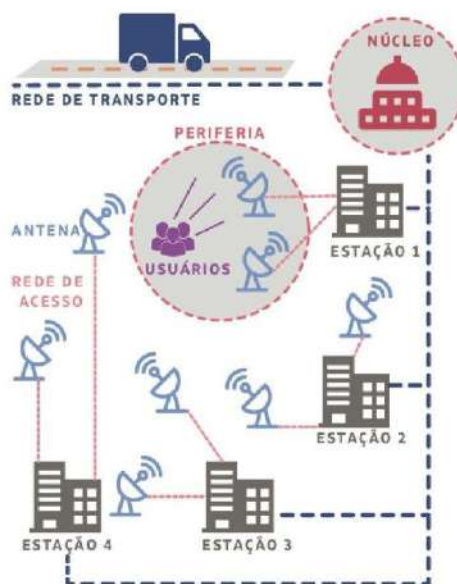 NÚCLEO
REDE DE TRANSPORTE
PERIFERIA
ANTENA
USUÁRIOS
ESTAÇÃO 1
REDE DE
ACESSO
ESTAÇÃO 2
ESTAÇÃO 4
ESTAÇÃO 3